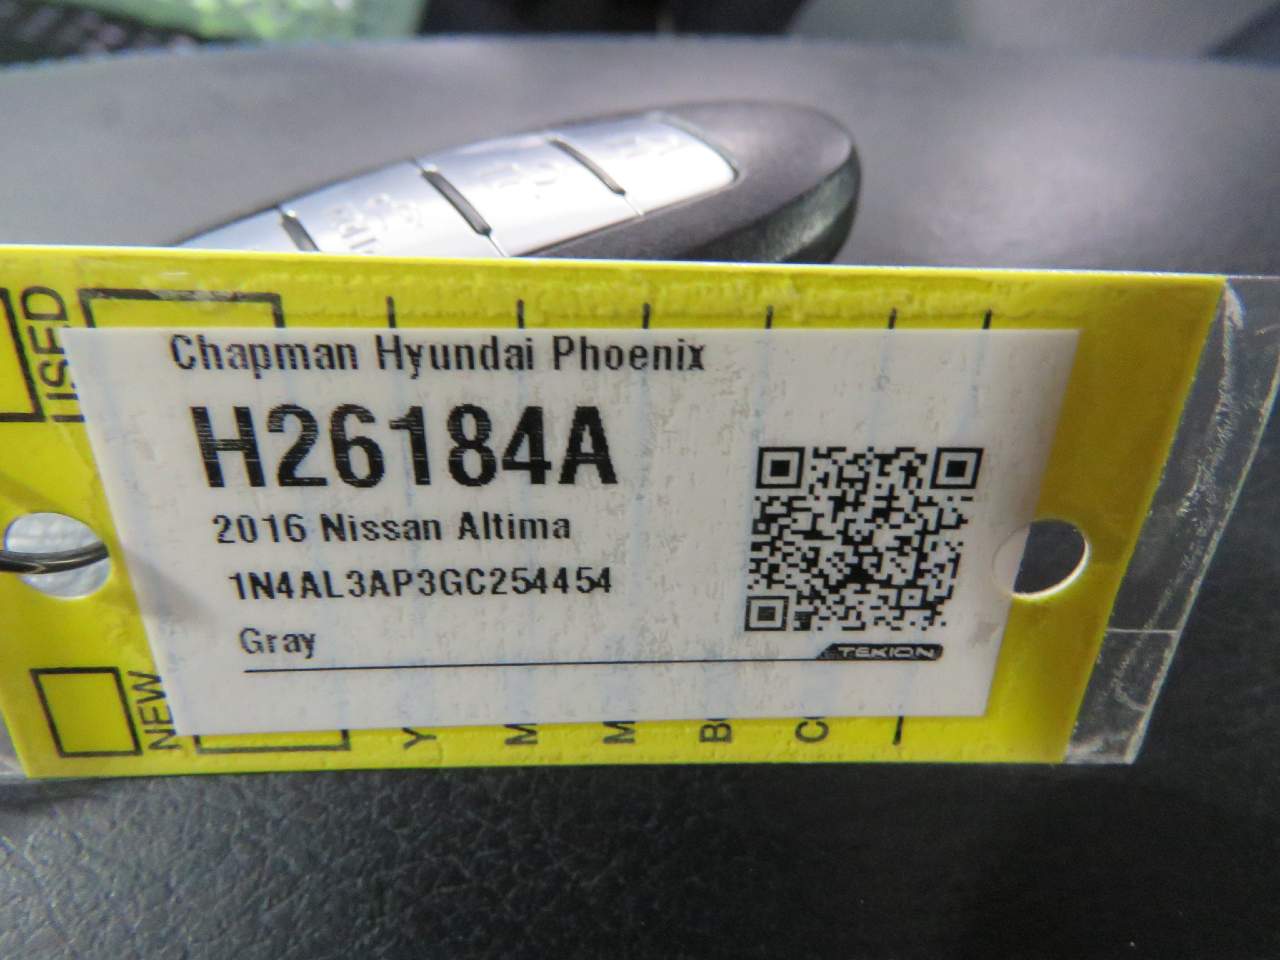 USED
Chapman Hyundai Phoenix
H26184A
2016 Nissan Altima
1N4AL3AP3GC254454
Gray
TEKION
NEW